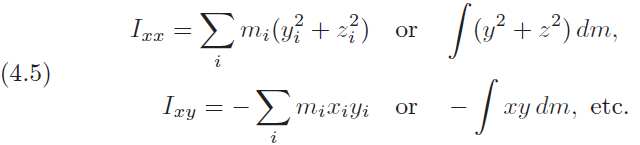 I_{xx} = \sum_i m_i(y_i^2 + z_i^2) or \int (y^2 + z^2) dm,
(4.5)
I_{xy} = - \sum_i m_i x_i y_i or - \int xy dm, etc.